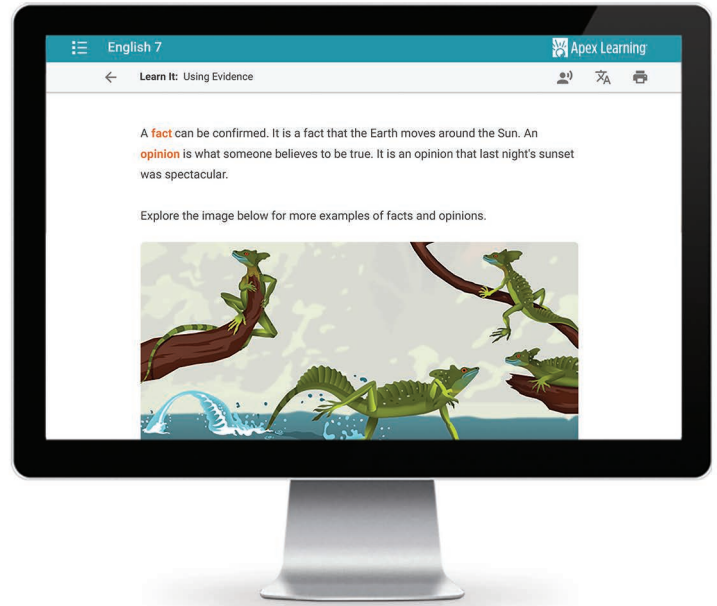 English 7
Apex Learning
Learn It: Using Evidence
A fact can be confirmed. It is a fact that the Earth moves around the Sun. An
opinion is what someone believes to be true. It is an opinion that last night's sunset
was spectacular.
Explore the image below for more examples of facts and opinions.